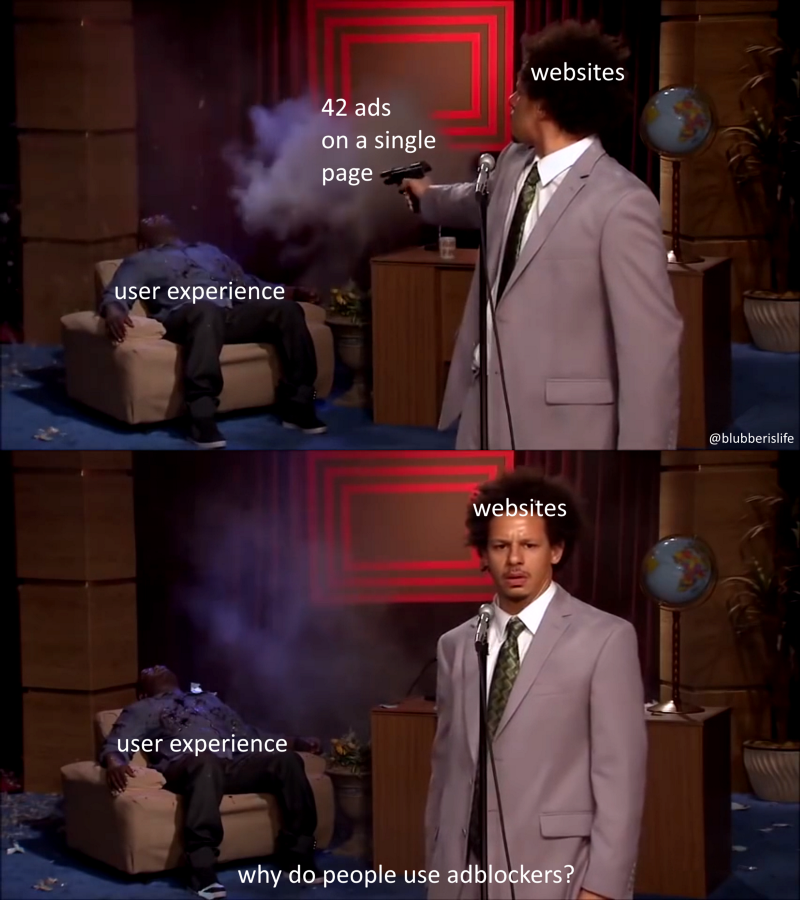 websites
42 ads
on a single
page
user experience
@blubberislife
websites
user experience
why do people use adblockers?